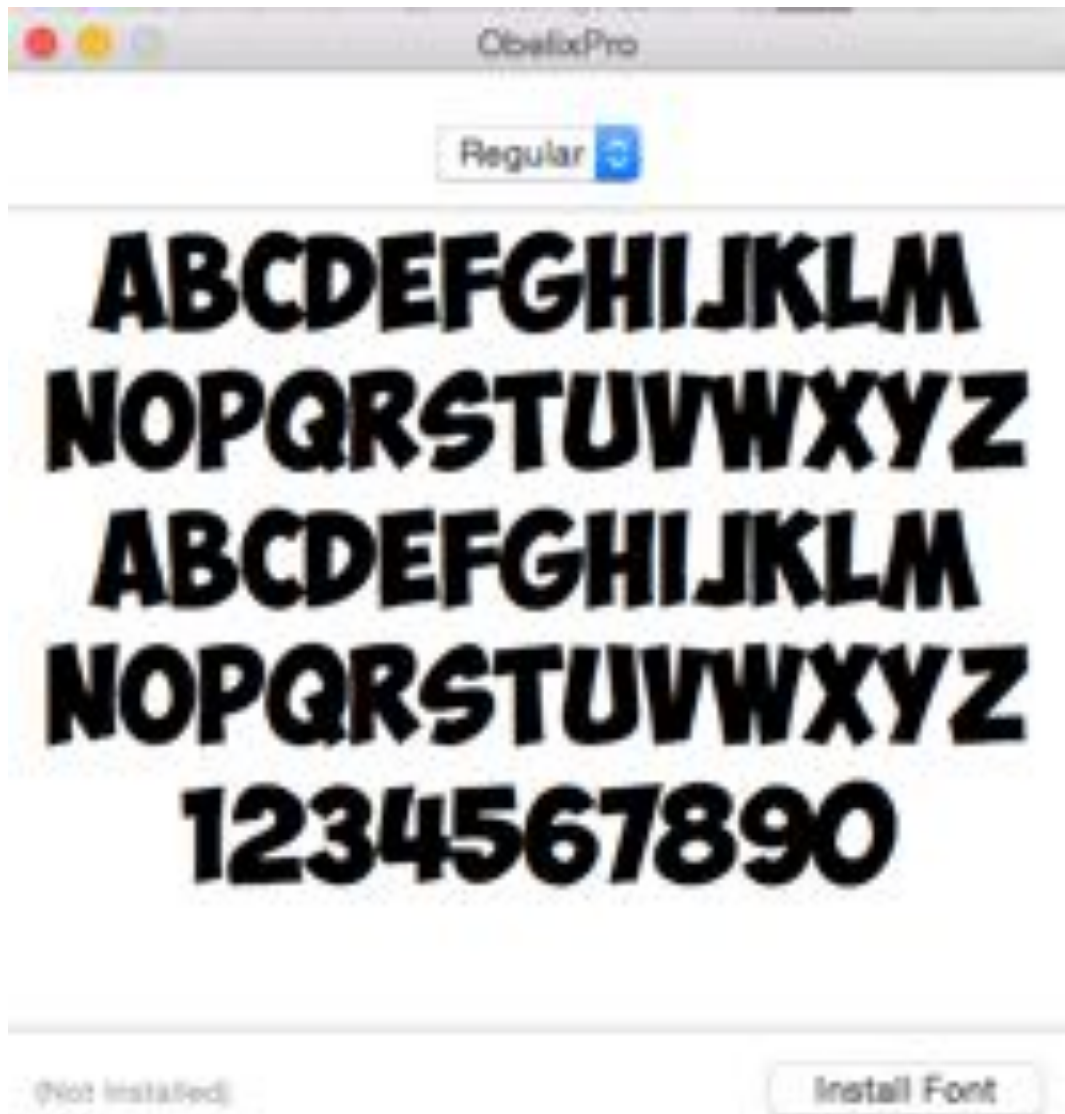 ObelixPro
Regular
ABCDEFGHIJKLM
NOPQRSTUVWXYZ
ABCDEFGHIJKLM
NOPQRSTUVWXYZ
1234567890
(Not Installed)
Install Font